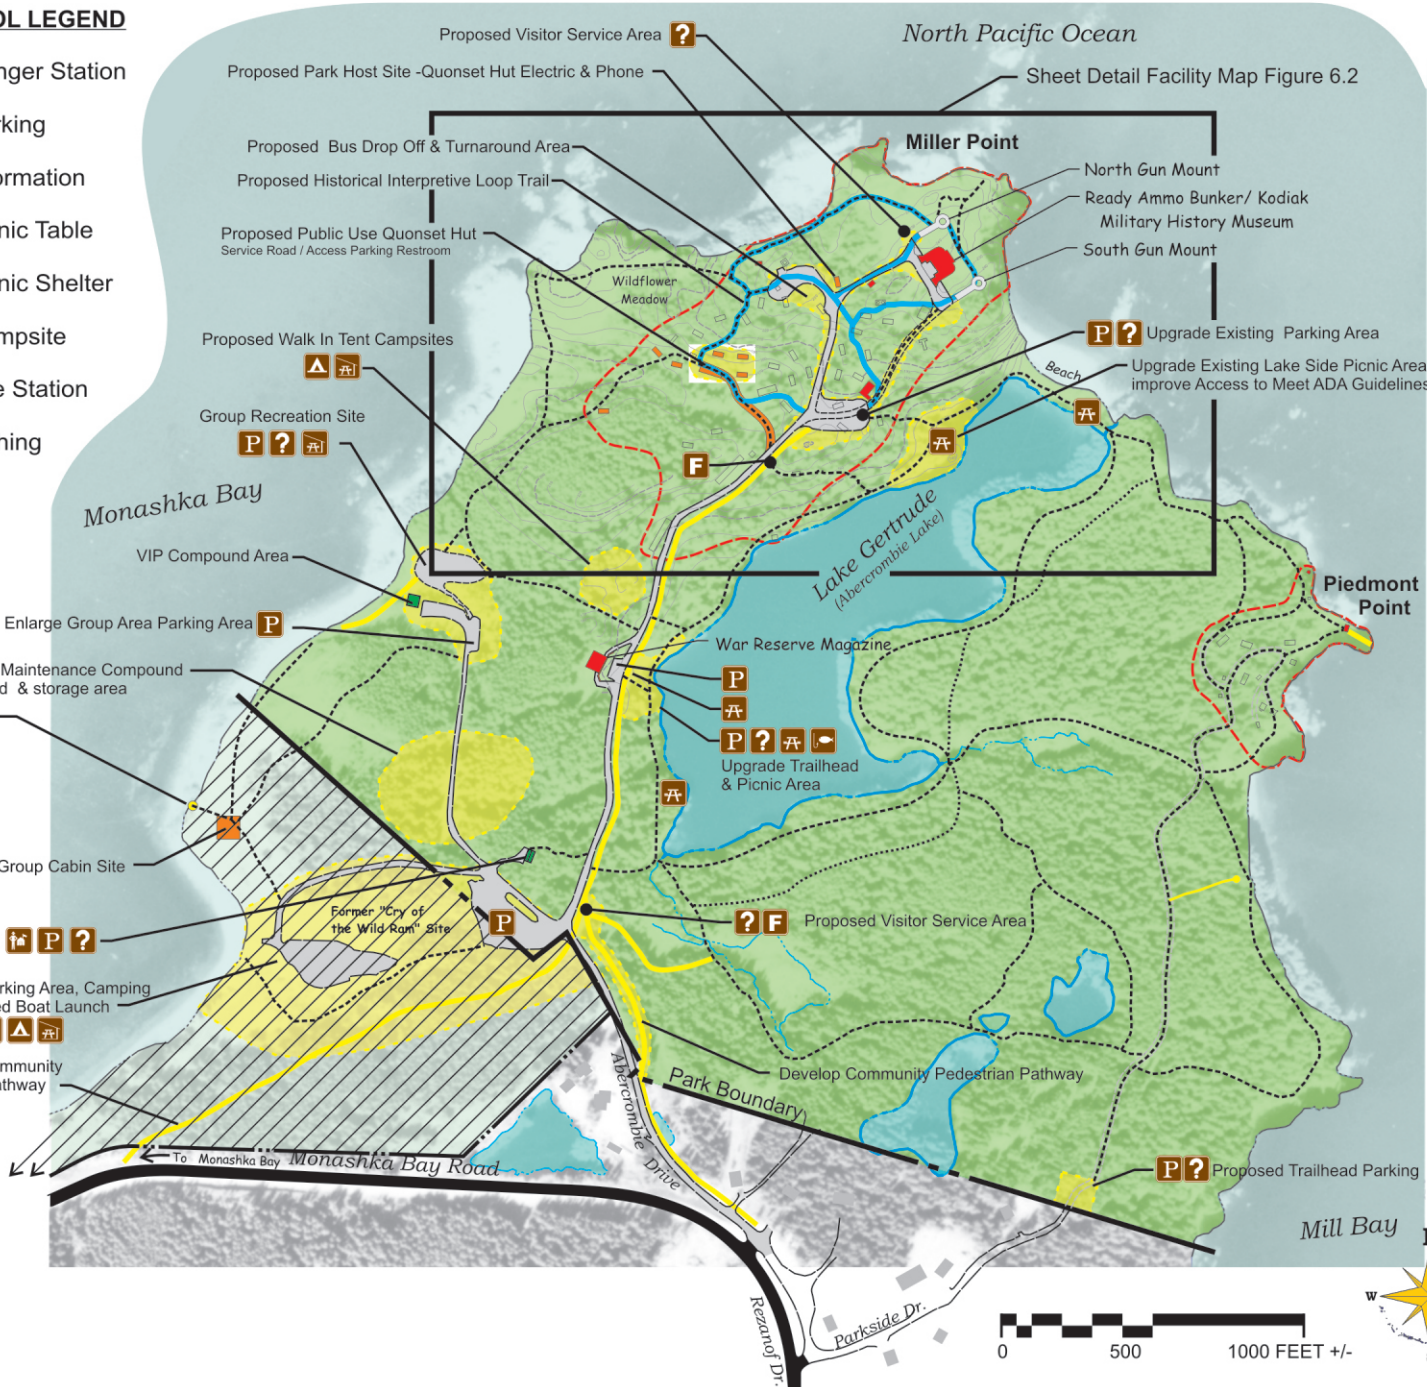 OL LEGEND
nger Station
rking
ormation
nic Table
nic Shelter
mpsite
e Station
ning
Proposed Visitor Service Area ?
North Pacific Ocean
Proposed Park Host Site -Quonset Hut Electric & Phone
Sheet Detail Facility Map Figure 6.2
Miller Point
Proposed Bus Drop Off & Turnaround Area
North Gun Mount
Proposed Historical Interpretive Loop Trail
Ready Ammo Bunker/ Kodiak
Military History Museum
Proposed Public Use Quonset Hut
Service Road / Access Parking Restroom
South Gun Mount
Wildflower
Meadow
Proposed Walk In Tent Campsites
P ? Upgrade Existing Parking Area
Beach
Upgrade Existing Lake Side Picnic Area
improve Access to Meet ADA Guidelines
Group Recreation Site
P ?
F
Monashka Bay
Lake Gertrude
(Abercrombie Lake)
VIP Compound Area
Piedmont
Point
Enlarge Group Area Parking Area P
War Reserve Magazine
Maintenance Compound
d & storage area
P
P ?
Upgrade Trailhead
& Picnic Area
Group Cabin Site
Former "Cry of
the Wild Ram" Site
P
? F Proposed Visitor Service Area
P ?
rking Area, Camping
ed Boat Launch
mmunity
athway
Develop Community Pedestrian Pathway
Park Boundary
Abercrombie Drive
To Monashka Bay
Monashka Bay Road
P ? Proposed Trailhead Parking
Mill Bay
W
Rezanof Dr.
Parkside Dr.
0 500 1000 FEET +/-